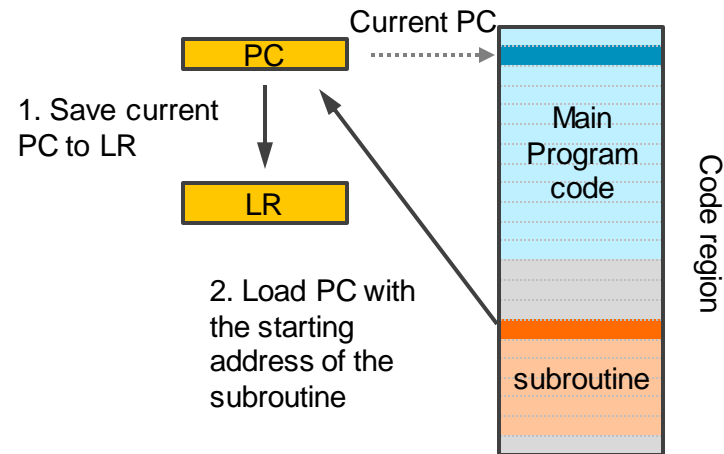 Current PC
PC
1. Save current
PC to LR
LR
Main
Program
code
Code region
2. Load PC with
the starting
address of the
subroutine
subroutine